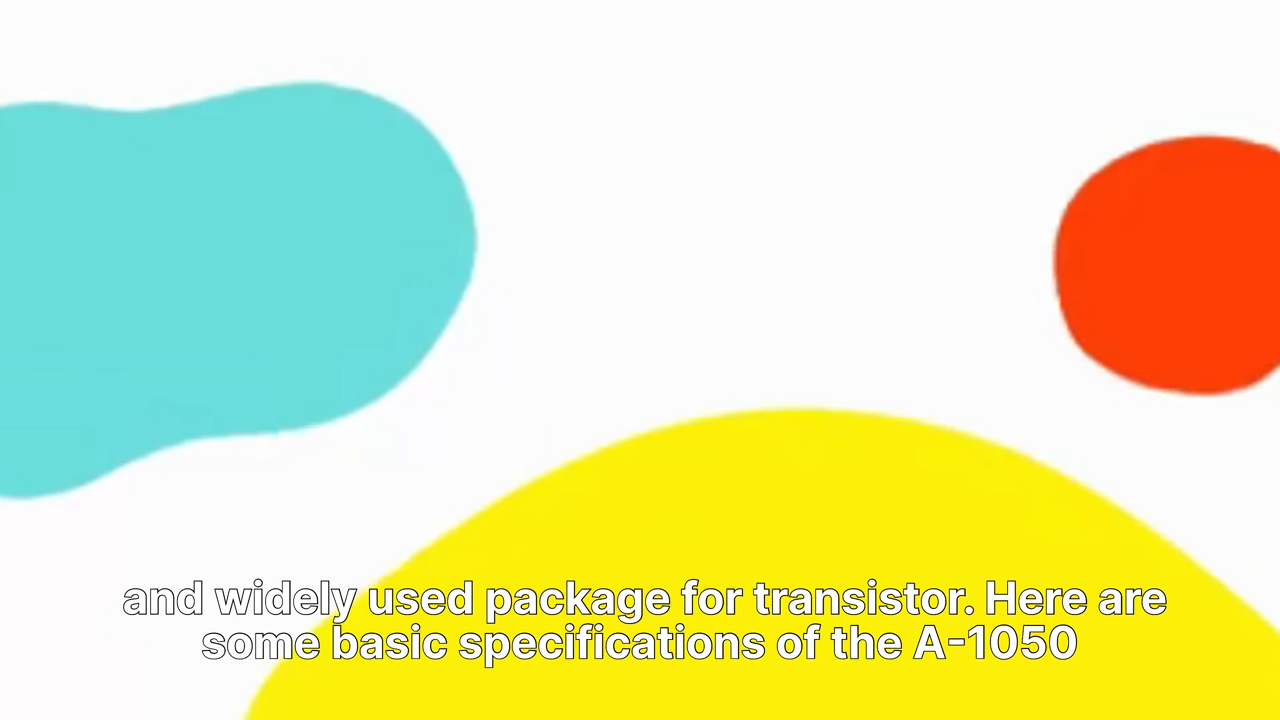 and widely used package for transistor. Here are
some basic specifications of the A-1050